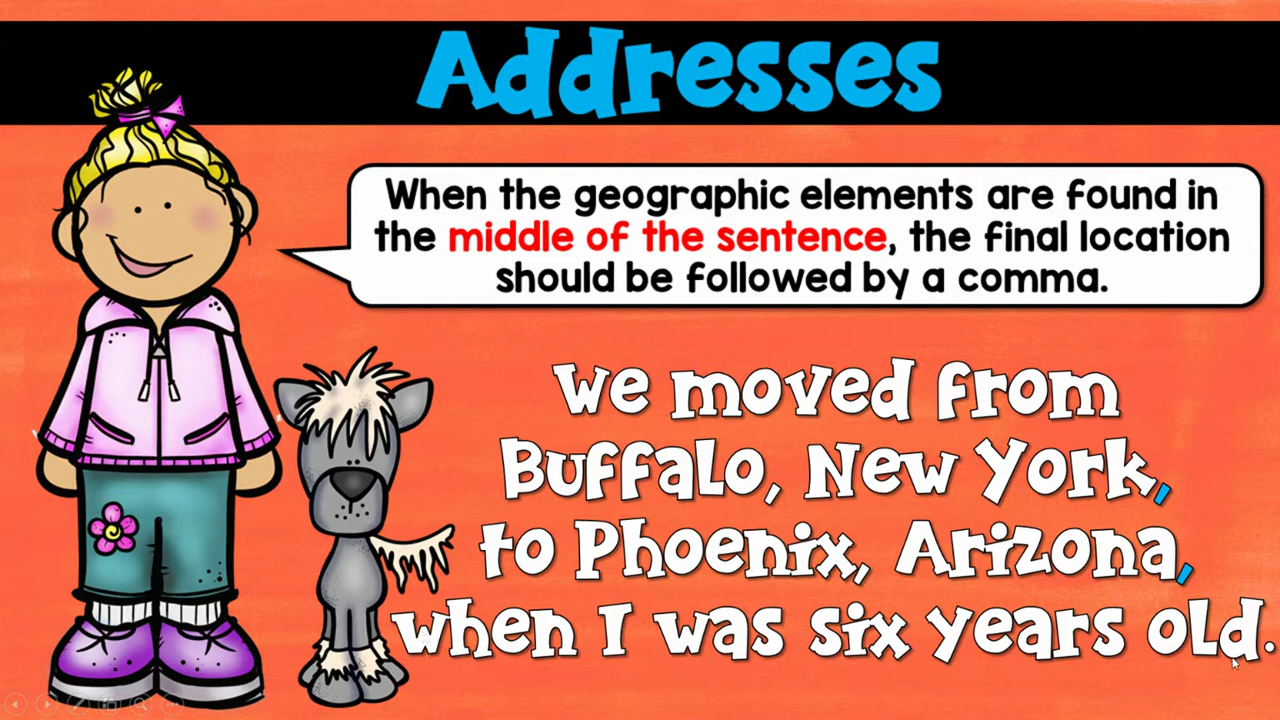 Addresses
When the geographic elements are found in
the middle of the sentence, the final location
should be followed by a comma.
We moved from
Buffalo, New York,
to Phoenix, Arizona,
when I was six years old.